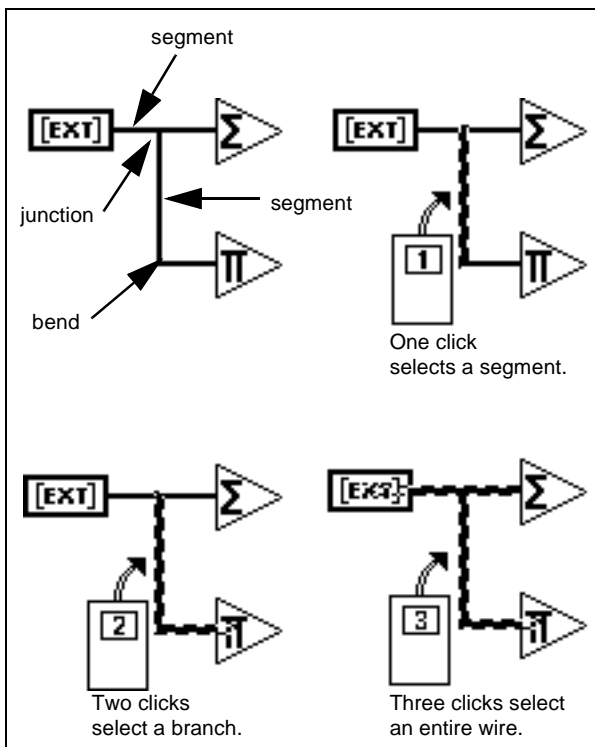 segment
[EXT]
Σ
junction
segment
Π
bend
[EXT]
Σ
1
Π
One click
selects a segment.
[EXT]
Σ
2
Two clicks
select a branch.
Σ
3
Three clicks select
an entire wire.